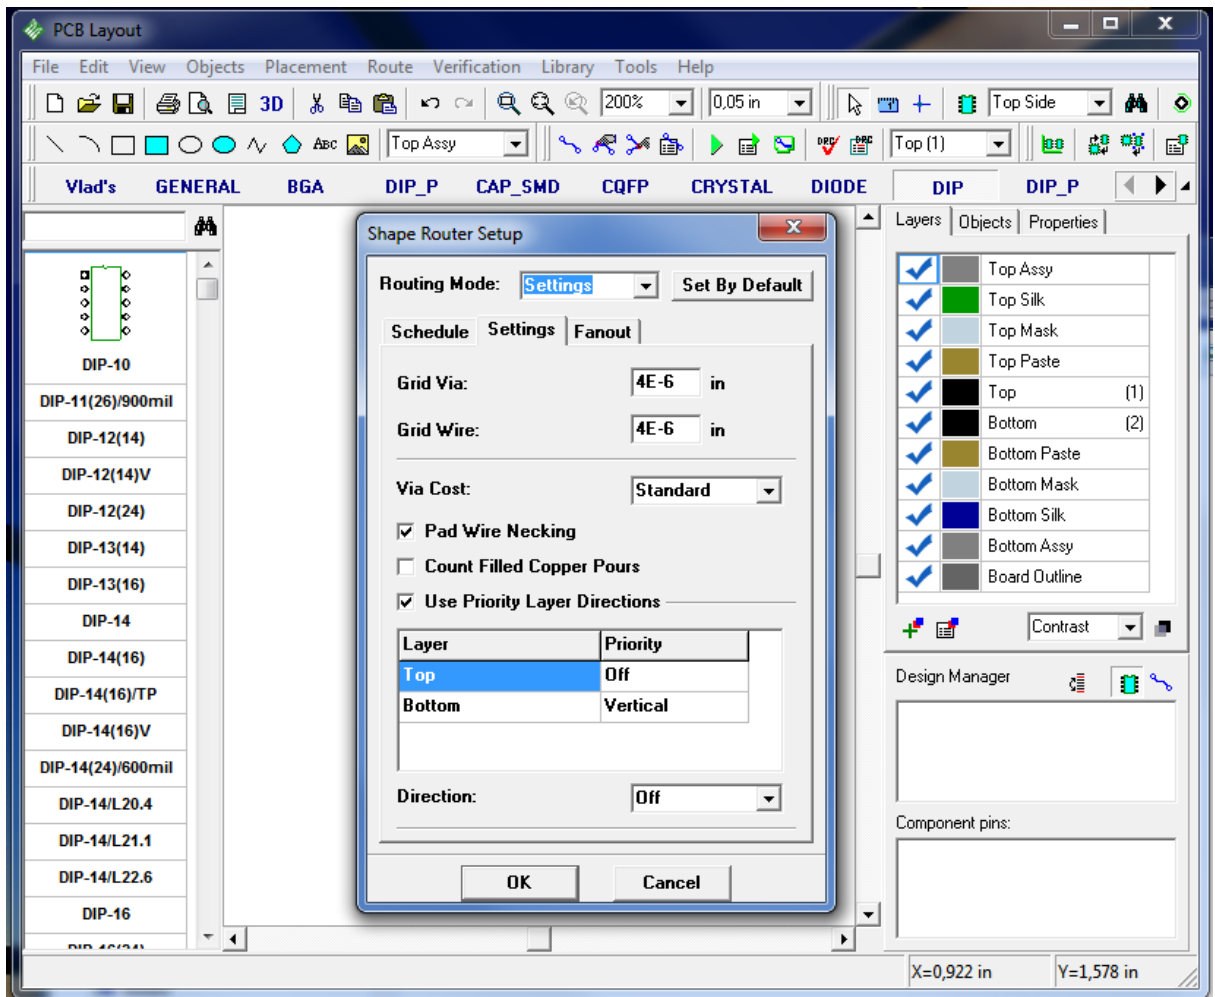 PCB Layout
File Edit View Objects Placement Route Verification Library Tools Help
3D 200% 0,05 in Top Side
ABC Top Assy DRC DRC Top (1)
Vlad's GENERAL BGA DIP_P CAP_SMD CQFP CRYSTAL DIODE DIP DIP_P
DIP-10
DIP-11(26)/900mil
DIP-12(14)
DIP-12(14)V
DIP-12(24)
DIP-13(14)
DIP-13(16)
DIP-14
DIP-14(16)
DIP-14(16)/TP
DIP-14(16)V
DIP-14(24)/600mil
DIP-14/L20.4
DIP-14/L21.1
DIP-14/L22.6
DIP-16
DIP-16(24)
Shape Router Setup
Routing Mode: Settings Set By Default
Schedule Settings Fanout
Grid Via: 4E-6 in
Grid Wire: 4E-6 in
Via Cost: Standard
Pad Wire Necking
Count Filled Copper Pours
Use Priority Layer Directions
Layer Priority
Top Off
Bottom Vertical
Direction: Off
OK Cancel
Layers Objects Properties
Top Assy
Top Silk
Top Mask
Top Paste
Top (1)
Bottom (2)
Bottom Paste
Bottom Mask
Bottom Silk
Bottom Assy
Board Outline
Contrast
Design Manager
Component pins:
X=0,922 in Y=1,578 in